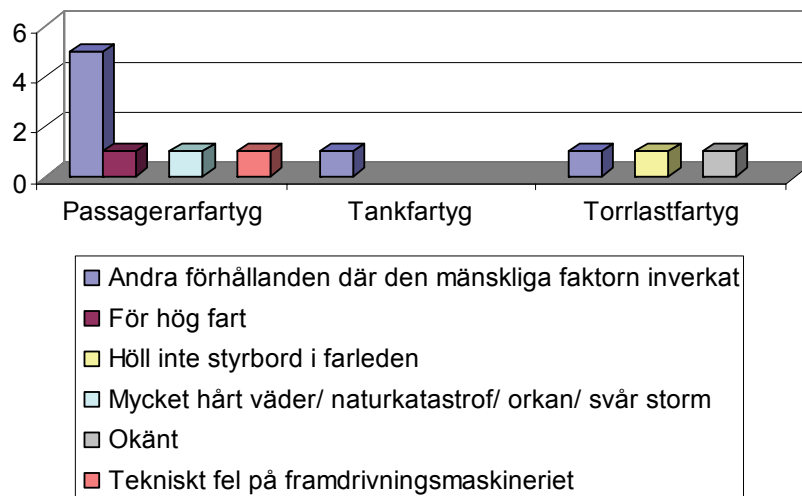 6
4
2
0
Passagerarfartyg Tankfartyg Torrlastfartyg
Andra förhållanden där den mänskliga faktorn inverkat
För hög fart
Höll inte styrbord i farleden
Mycket hårt väder/ naturkatastrof/ orkan/ svår storm
Okänt
Tekniskt fel på framdrivningsmaskineriet